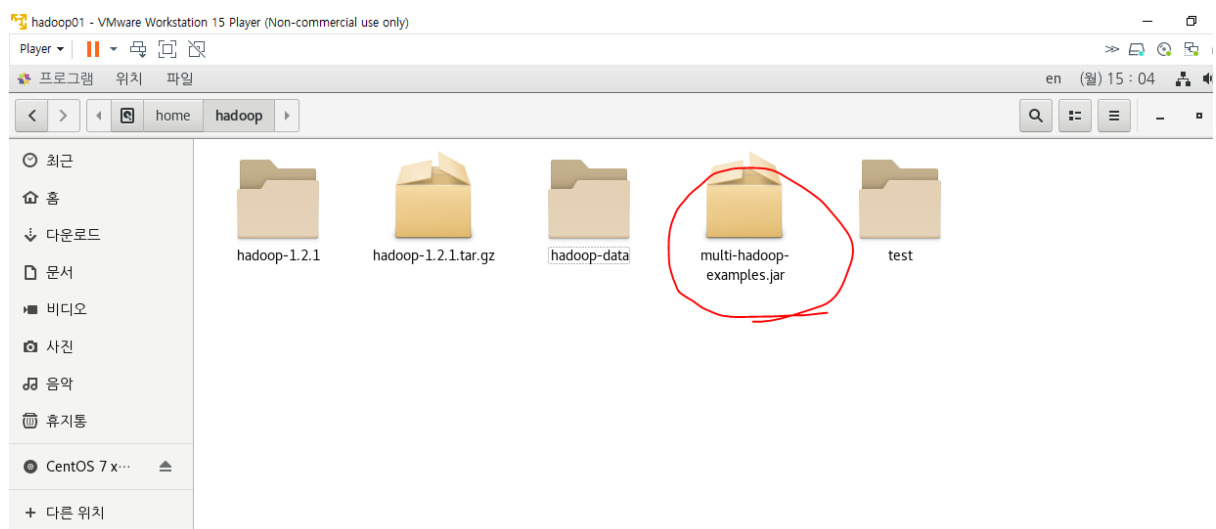 hadoop01 - VMware Workstation 15 Player (Non-commercial use only)
Player
프로그램 위치 파일 en (월) 15 : 04
home hadoop
최근
홈
다운로드
문서
비디오
사진
음악
휴지통
CentOS 7 x···
다른 위치
hadoop-1.2.1
hadoop-1.2.1.tar.gz
hadoop-data
multi-hadoop-
examples.jar
test